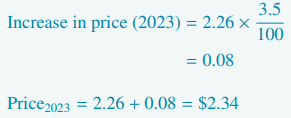 Increase in price (2023) = 2.26 × 3.5/100
= 0.08
Price₂₀₂₃ = 2.26 + 0.08 = $2.34